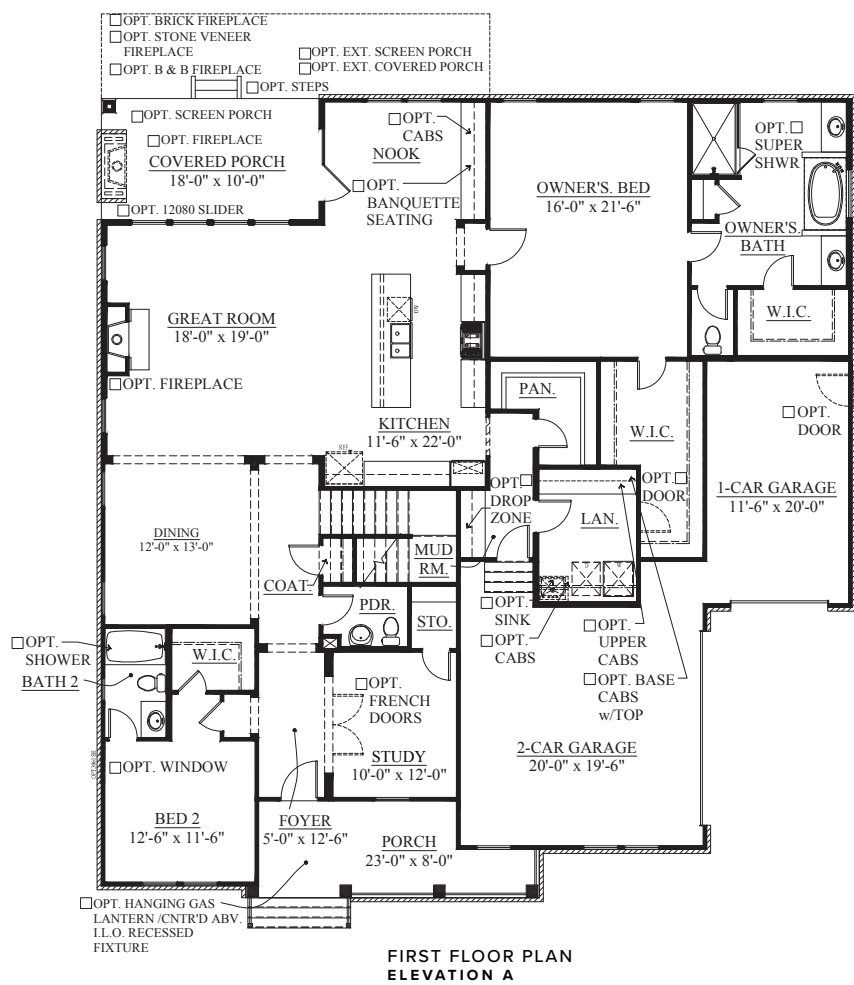 □OPT. BRICK FIREPLACE
□OPT. STONE VENEER
FIREPLACE
□OPT. B & B FIREPLACE
□OPT. EXT. SCREEN PORCH
□OPT. EXT. COVERED PORCH
□OPT. STEPS
□OPT. SCREEN PORCH
□OPT. FIREPLACE
COVERED PORCH
18'-0" x 10'-0"
□OPT. 12080 SLIDER
□OPT.
CABS
NOOK
□OPT.
BANQUETTE
SEATING
OWNER'S. BED
16'-0" x 21'-6"
OPT.□
SUPER
SHWR
OWNER'S.
BATH
W.I.C.
GREAT ROOM
18'-0" x 19'-0"
□OPT. FIREPLACE
DW
KITCHEN
11'-6" x 22'-0"
REF.
PAN.
W.I.C.
□OPT.
DOOR
1-CAR GARAGE
11'-6" x 20'-0"
OPT.□
DROP
ZONE
OPT.□
DOOR
LAN.
DINING
12'-0" x 13'-0"
MUD
RM.
COAT.
PDR.
STO.
□OPT.
SINK
□OPT.
CABS
□OPT.
UPPER
CABS
□OPT. BASE
CABS
w/TOP
□OPT.
SHOWER
BATH 2
W.I.C.
□OPT.
FRENCH
DOORS
STUDY
10'-0" x 12'-0"
2-CAR GARAGE
20'-0" x 19'-6"
□OPT. WINDOW
BED 2
12'-6" x 11'-6"
FOYER
5'-0" x 12'-6"
PORCH
23'-0" x 8'-0"
□OPT. HANGING GAS
LANTERN /CNTR'D ABV.
I.L.O. RECESSED
FIXTURE
FIRST FLOOR PLAN
ELEVATION A